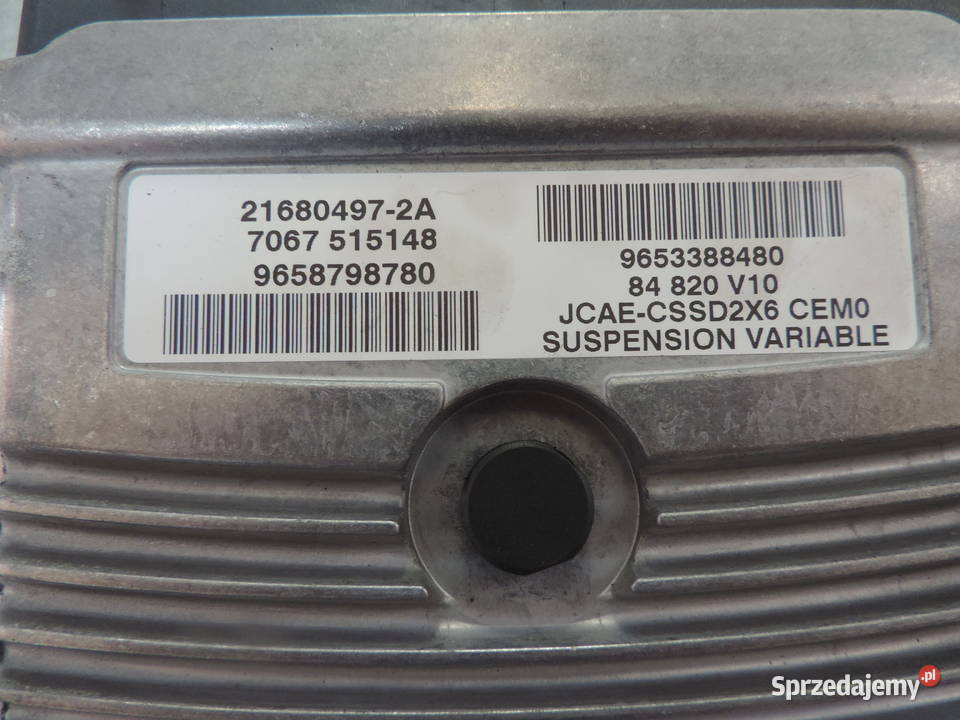 21680497-2A
7067 515148
9658798780
9653388480
84 820 V10
JCAE-CSSD2X6 CEM0
SUSPENSION VARIABLE
Sprzedajemy.pl